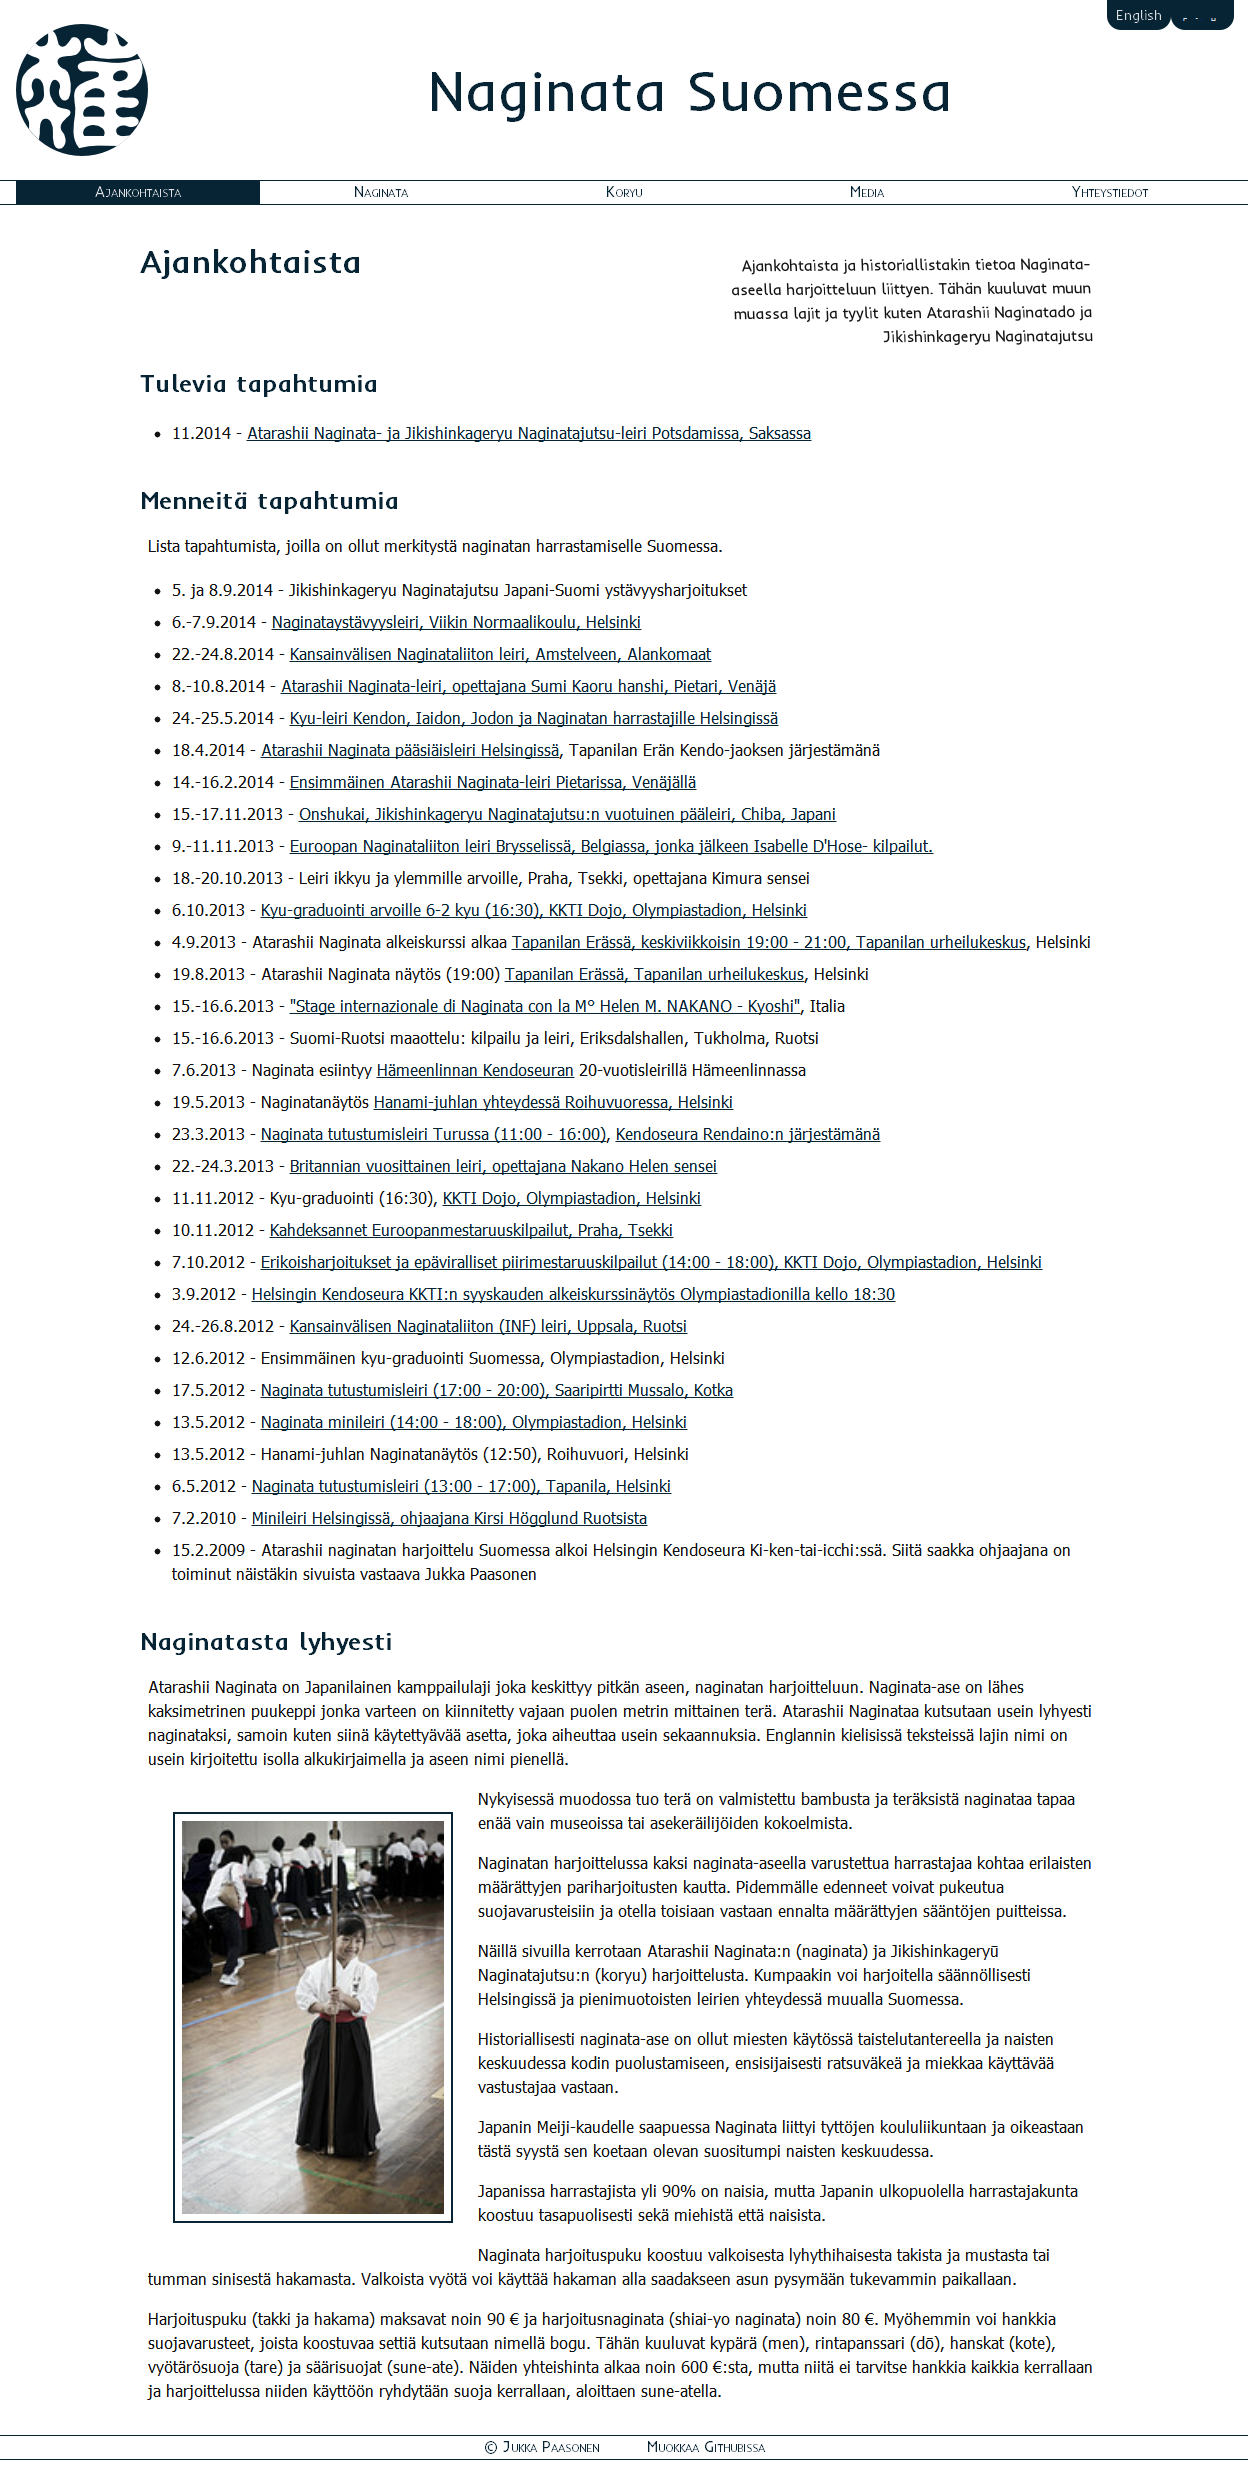 English
Naginata Suomessa
Ajankohtaista
Naginata
Koryu
Media
Yhteystiedot
Ajankohtaista
Ajankohtaista ja historiallistakin tietoa Naginata-
aseella harjoitteluun liittyen. Tähän kuuluvat muun
muassa lajit ja tyylit kuten Atarashii Naginatado ja
Jikishinkageryu Naginatajutsu
Tulevia tapahtumia
• 11.2014 - Atarashii Naginata- ja Jikishinkageryu Naginatajutsu-leiri Potsdamissa, Saksassa
Menneitä tapahtumia
Lista tapahtumista, joilla on ollut merkitystä naginatan harrastamiselle Suomessa.
• 5. ja 8.9.2014 - Jikishinkageryu Naginatajutsu Japani-Suomi ystävyysharjoitukset
• 6.-7.9.2014 - Naginataystävyysleiri, Viikin Normaalikoulu, Helsinki
• 22.-24.8.2014 - Kansainvälisen Naginataliiton leiri, Amstelveen, Alankomaat
• 8.-10.8.2014 - Atarashii Naginata-leiri, opettajana Sumi Kaoru hanshi, Pietari, Venäjä
• 24.-25.5.2014 - Kyu-leiri Kendon, Iaidon, Jodon ja Naginatan harrastajille Helsingissä
• 18.4.2014 - Atarashii Naginata pääsiäisleiri Helsingissä, Tapanilan Erän Kendo-jaoksen järjestämänä
• 14.-16.2.2014 - Ensimmäinen Atarashii Naginata-leiri Pietarissa, Venäjällä
• 15.-17.11.2013 - Onshukai, Jikishinkageryu Naginatajutsu:n vuotuinen pääleiri, Chiba, Japani
• 9.-11.11.2013 - Euroopan Naginataliiton leiri Brysselissä, Belgiassa, jonka jälkeen Isabelle D'Hose- kilpailut.
• 18.-20.10.2013 - Leiri ikkyu ja ylemmille arvoille, Praha, Tsekki, opettajana Kimura sensei
• 6.10.2013 - Kyu-graduointi arvoille 6-2 kyu (16:30), KKTI Dojo, Olympiastadion, Helsinki
• 4.9.2013 - Atarashii Naginata alkeiskurssi alkaa Tapanilan Erässä, keskiviikkoisin 19:00 - 21:00, Tapanilan urheilukeskus, Helsinki
• 19.8.2013 - Atarashii Naginata näytös (19:00) Tapanilan Erässä, Tapanilan urheilukeskus, Helsinki
• 15.-16.6.2013 - "Stage internazionale di Naginata con la M° Helen M. NAKANO - Kyoshi", Italia
• 15.-16.6.2013 - Suomi-Ruotsi maaottelu: kilpailu ja leiri, Eriksdalshallen, Tukholma, Ruotsi
• 7.6.2013 - Naginata esiintyy Hämeenlinnan Kendoseuran 20-vuotisleirillä Hämeenlinnassa
• 19.5.2013 - Naginatanäytös Hanami-juhlan yhteydessä Roihuvuoressa, Helsinki
• 23.3.2013 - Naginata tutustumisleiri Turussa (11:00 - 16:00), Kendoseura Rendaino:n järjestämänä
• 22.-24.3.2013 - Britannian vuosittainen leiri, opettajana Nakano Helen sensei
• 11.11.2012 - Kyu-graduointi (16:30), KKTI Dojo, Olympiastadion, Helsinki
• 10.11.2012 - Kahdeksannet Euroopanmestaruuskilpailut, Praha, Tsekki
• 7.10.2012 - Erikoisharjoitukset ja epäviralliset piirimestaruuskilpailut (14:00 - 18:00), KKTI Dojo, Olympiastadion, Helsinki
• 3.9.2012 - Helsingin Kendoseura KKTI:n syyskauden alkeiskurssinäytös Olympiastadionilla kello 18:30
• 24.-26.8.2012 - Kansainvälisen Naginataliiton (INF) leiri, Uppsala, Ruotsi
• 12.6.2012 - Ensimmäinen kyu-graduointi Suomessa, Olympiastadion, Helsinki
• 17.5.2012 - Naginata tutustumisleiri (17:00 - 20:00), Saaripirtti Mussalo, Kotka
• 13.5.2012 - Naginata minileiri (14:00 - 18:00), Olympiastadion, Helsinki
• 13.5.2012 - Hanami-juhlan Naginatanäytös (12:50), Roihuvuori, Helsinki
• 6.5.2012 - Naginata tutustumisleiri (13:00 - 17:00), Tapanila, Helsinki
• 7.2.2010 - Minileiri Helsingissä, ohjaajana Kirsi Högglund Ruotsista
• 15.2.2009 - Atarashii naginatan harjoittelu Suomessa alkoi Helsingin Kendoseura Ki-ken-tai-icchi:ssä. Siitä saakka ohjaajana on
toiminut näistäkin sivuista vastaava Jukka Paasonen
Naginatasta lyhyesti
Atarashii Naginata on Japanilainen kamppailulaji joka keskittyy pitkän aseen, naginatan harjoitteluun. Naginata-ase on lähes
kaksimetrinen puukeppi jonka varteen on kiinnitetty vajaan puolen metrin mittainen terä. Atarashii Naginataa kutsutaan usein lyhyesti
naginataksi, samoin kuten siinä käytettyävää asetta, joka aiheuttaa usein sekaannuksia. Englannin kielisissä teksteissä lajin nimi on
usein kirjoitettu isolla alkukirjaimella ja aseen nimi pienellä.
Nykyisessä muodossa tuo terä on valmistettu bambusta ja teräksistä naginataa tapaa
enää vain museoissa tai asekeräilijöiden kokoelmista.
Naginatan harjoittelussa kaksi naginata-aseella varustettua harrastajaa kohtaa erilaisten
määrättyjen pariharjoitusten kautta. Pidemmälle edenneet voivat pukeutua
suojavarusteisiin ja otella toisiaan vastaan ennalta määrättyjen sääntöjen puitteissa.
Näillä sivuilla kerrotaan Atarashii Naginata:n (naginata) ja Jikishinkageryū
Naginatajutsu:n (koryu) harjoittelusta. Kumpaakin voi harjoitella säännöllisesti
Helsingissä ja pienimuotoisten leirien yhteydessä muualla Suomessa.
Historiallisesti naginata-ase on ollut miesten käytössä taistelutantereella ja naisten
keskuudessa kodin puolustamiseen, ensisijaisesti ratsuväkeä ja miekkaa käyttävää
vastustajaa vastaan.
Japanin Meiji-kaudelle saapuessa Naginata liittyi tyttöjen koululiikuntaan ja oikeastaan
tästä syystä sen koetaan olevan suositumpi naisten keskuudessa.
Japanissa harrastajista yli 90% on naisia, mutta Japanin ulkopuolella harrastajakunta
koostuu tasapuolisesti sekä miehistä että naisista.
Naginata harjoituspuku koostuu valkoisesta lyhythihaisesta takista ja mustasta tai
tumman sinisestä hakamasta. Valkoista vyötä voi käyttää hakaman alla saadakseen asun pysymään tukevammin paikallaan.
Harjoituspuku (takki ja hakama) maksavat noin 90 € ja harjoitusnaginata (shiai-yo naginata) noin 80 €. Myöhemmin voi hankkia
suojavarusteet, joista koostuvaa settiä kutsutaan nimellä bogu. Tähän kuuluvat kypärä (men), rintapanssari (dō), hanskat (kote),
vyötärösuoja (tare) ja säärisuojat (sune-ate). Näiden yhteishinta alkaa noin 600 €:sta, mutta niitä ei tarvitse hankkia kaikkia kerrallaan
ja harjoittelussa niiden käyttöön ryhdytään suoja kerrallaan, aloittaen sune-atella.
© Jukka Paasonen
Muokkaa Githubissa